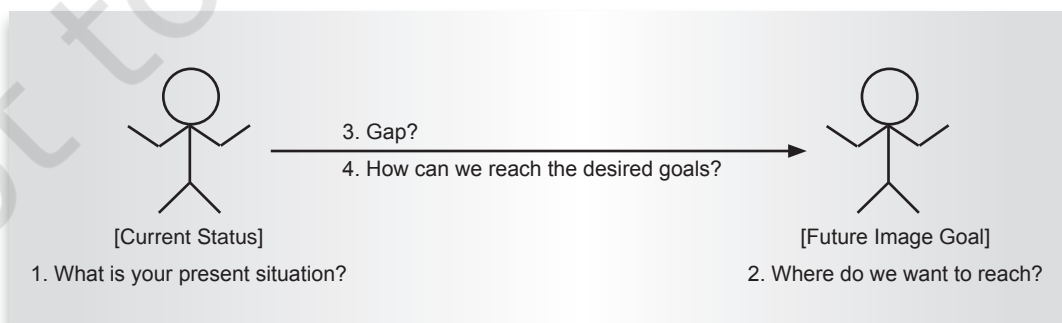 3. Gap?
4. How can we reach the desired goals?
[Current Status]
[Future Image Goal]
1. What is your present situation?
2. Where do we want to reach?